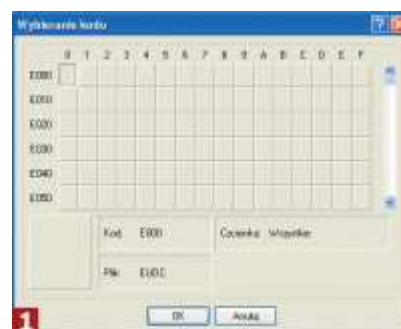 Wybieranie kodu
0 1 2 3 4 5 6 7 8 9 A B C D E F
E000
E010
E020
E030
E040
E050
Kod: E000
Czcionka: Wszystkie
Plik: EUDC
OK Anuluj
1